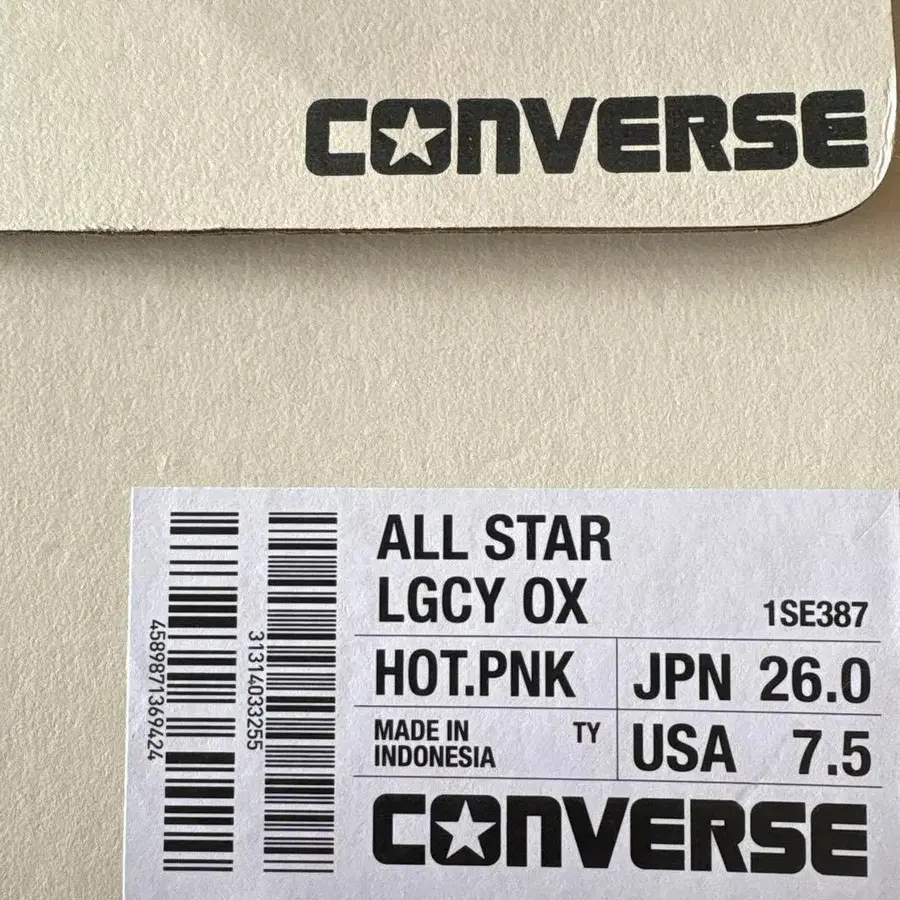 CONVERSE
ALL STAR
LGCY OX
1SE387
HOT.PNK
JPN 26.0
MADE IN
INDONESIA
TY
USA 7.5
CONVERSE
4589871369424
31314033255